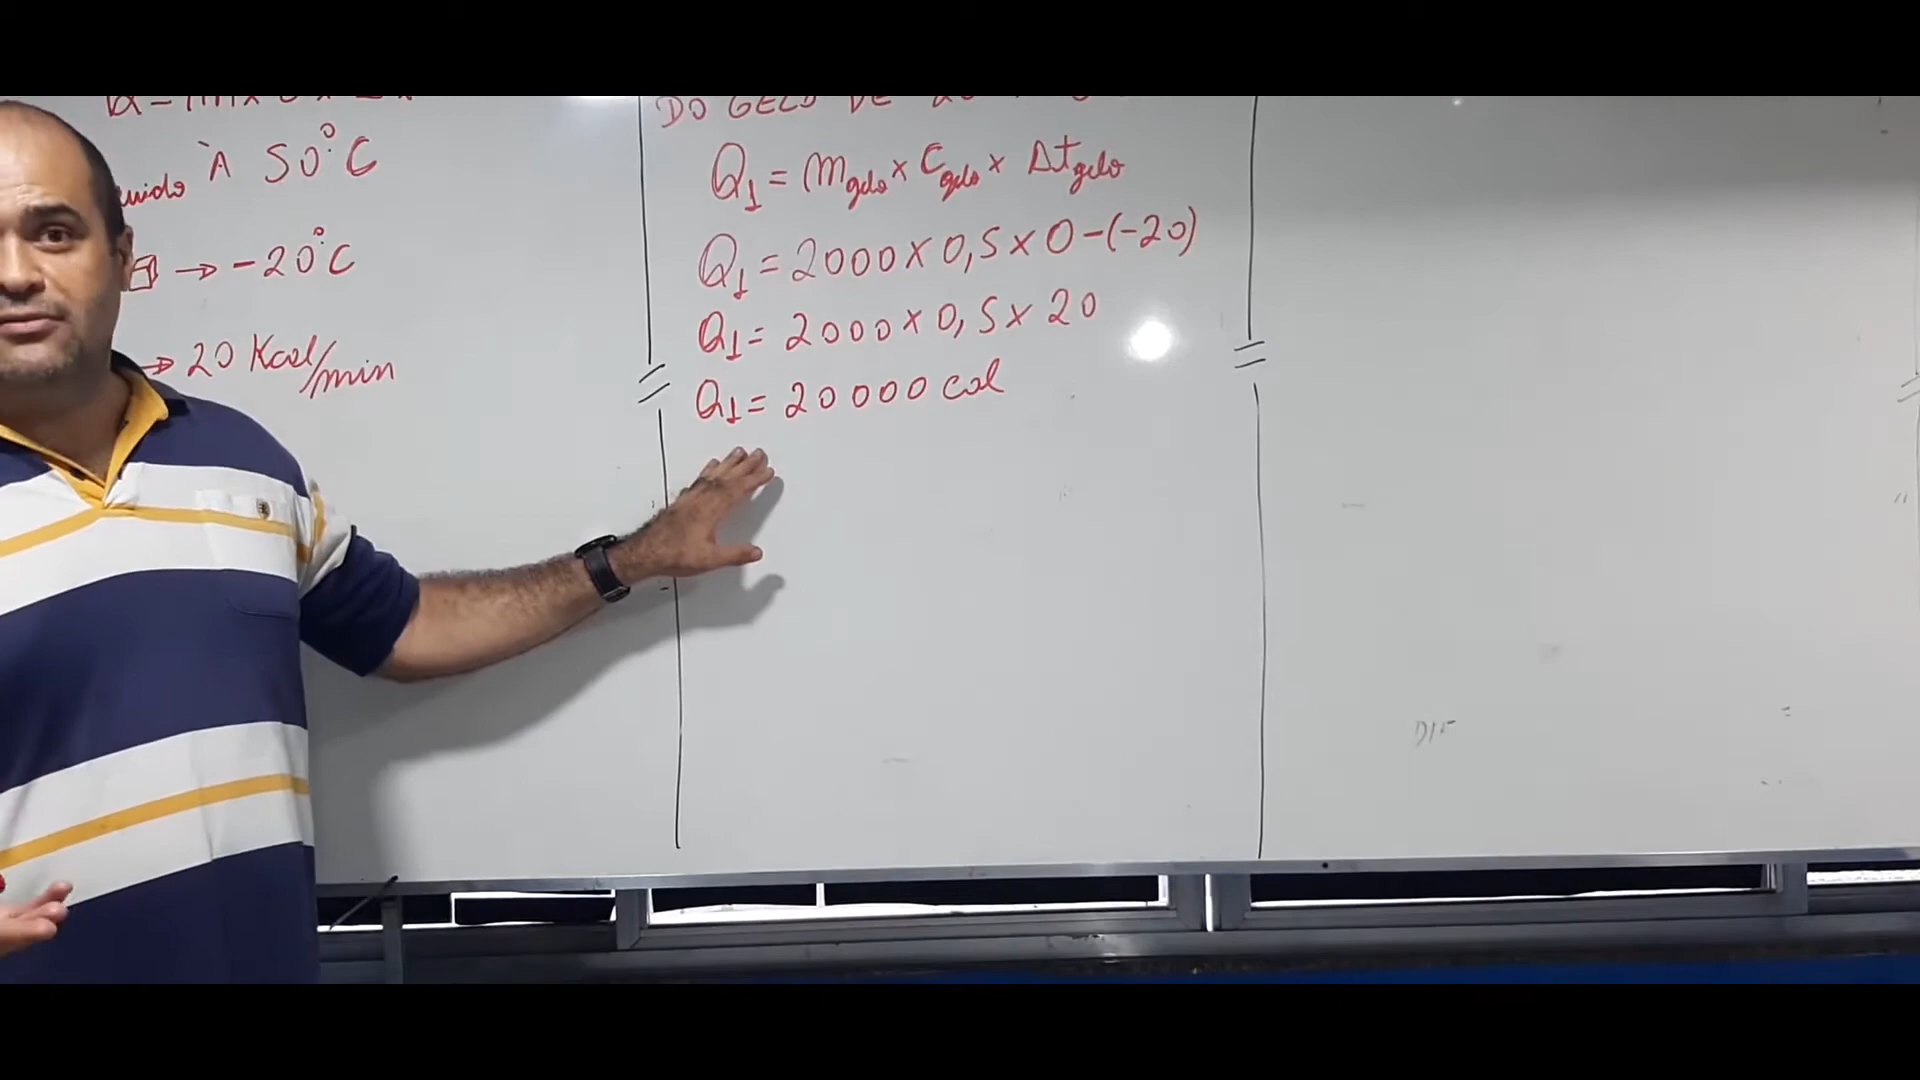 À 50°C
→ -20°C
→ 20 Kcal/min
DO GELO DE
Q1 = mgelo x Cgelo x Δtgelo
Q1 = 2000 x 0,5 x 0-(-20)
Q1 = 2000 x 0,5 x 20
Q1 = 20000 cal